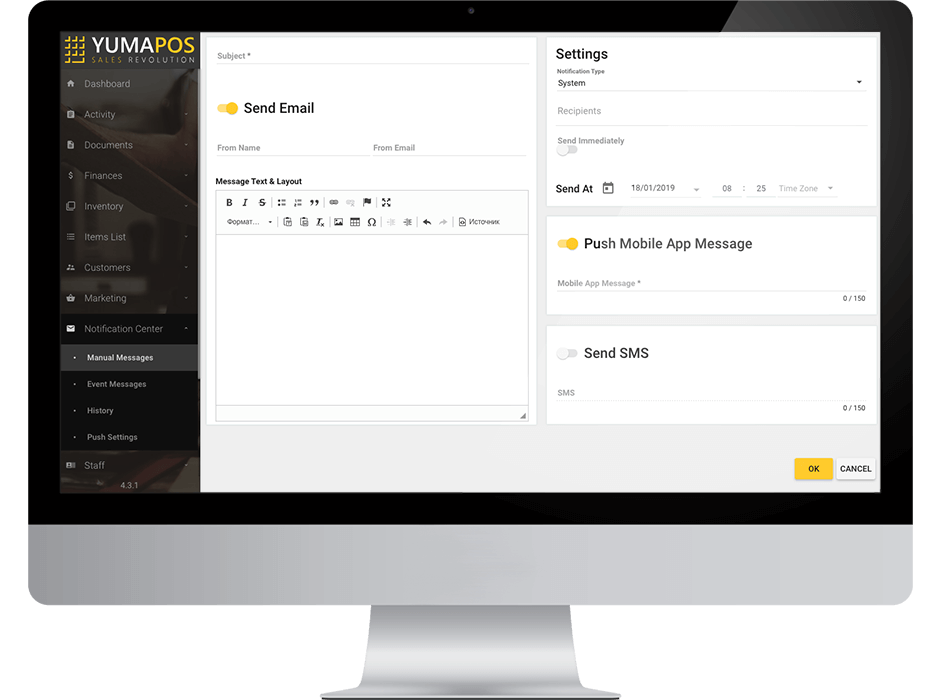 YUMAPOS
SALES REVOLUTION
Dashboard
Activity
Documents
Finances
Inventory
Items List
Customers
Marketing
Notification Center
Manual Messages
Event Messages
History
Push Settings
Staff
4.3.1
Subject *
Send Email
From Name From Email
Message Text & Layout
B I S
Формат... Ω Источник
Settings
Notification Type
System
Recipients
Send Immediately
Send At 18/01/2019 08 : 25 Time Zone
Push Mobile App Message
Mobile App Message *
0 / 150
Send SMS
SMS
0 / 150
OK CANCEL